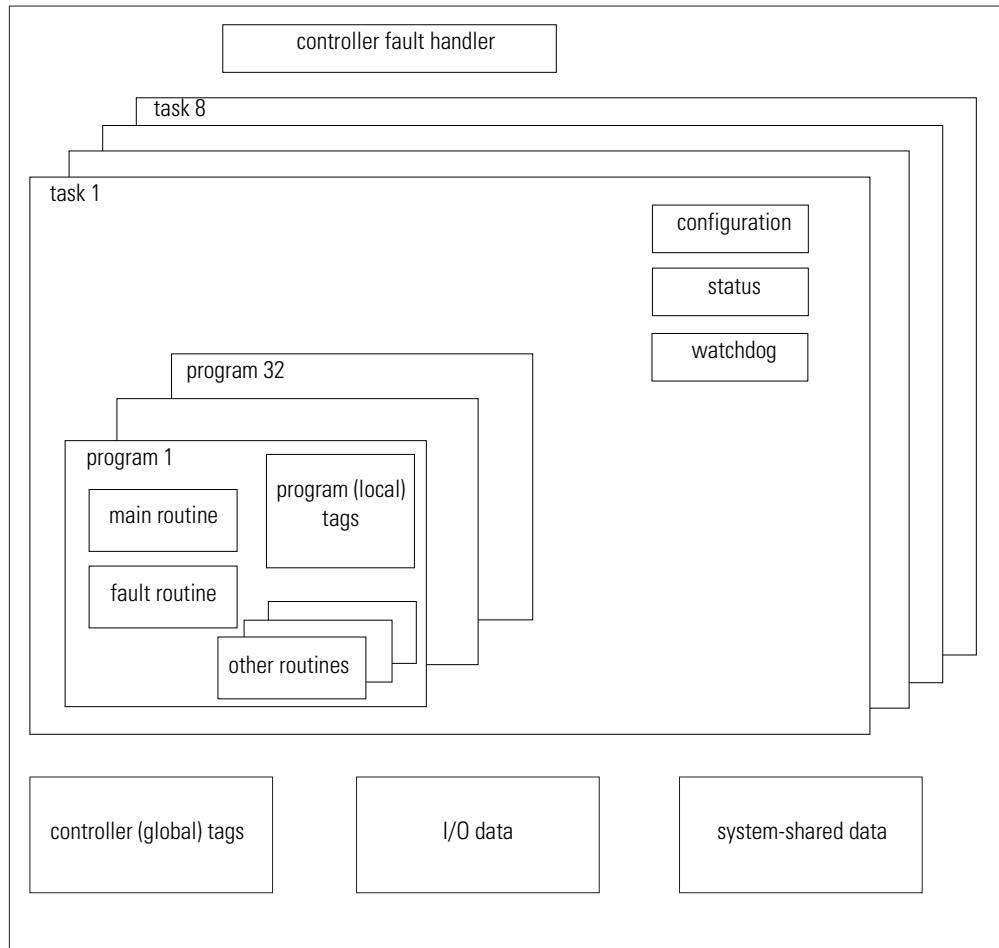 controller fault handler
task 8
task 1
configuration
status
watchdog
program 32
program 1
program (local)
tags
main routine
fault routine
other routines
controller (global) tags
I/O data
system-shared data